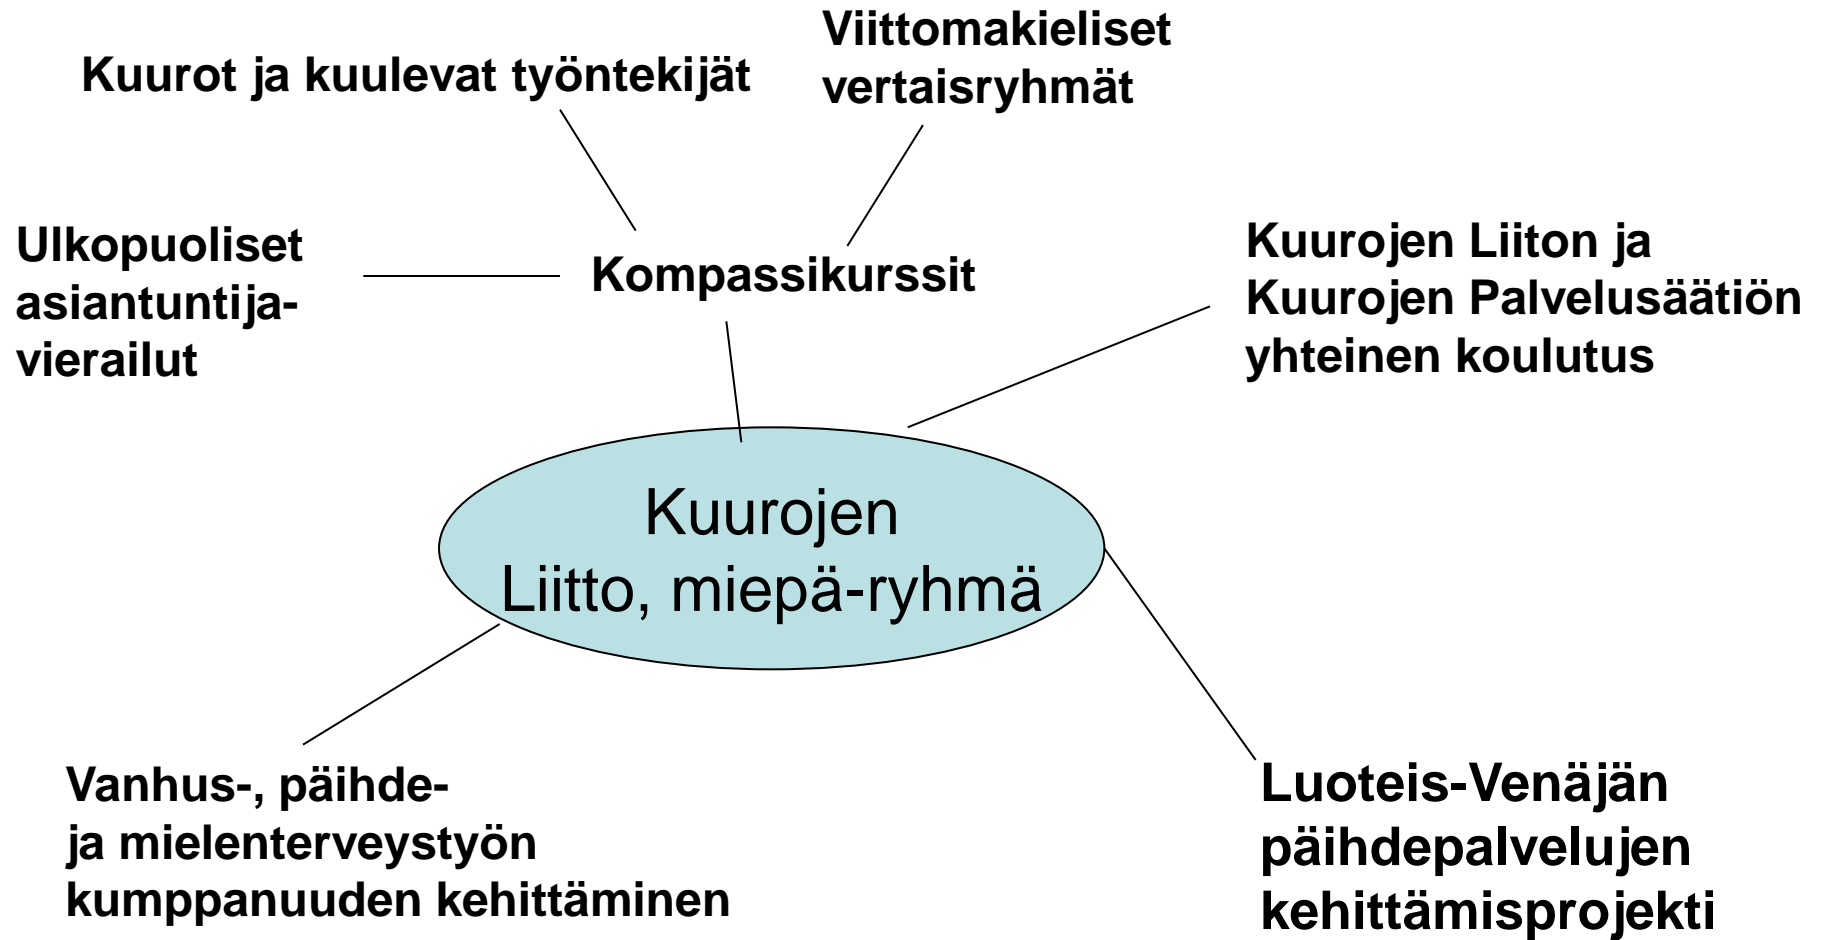 Kuurot ja kuulevat työntekijät
Viittomakieliset
vertaisryhmät
Ulkopuoliset
asiantuntija-
vierailut
Kompassikurssit
Kuurojen Liiton ja
Kuurojen Palvelusäätiön
yhteinen koulutus
Kuurojen
Liitto, miepä-ryhmä
Vanhus-, päihde-
ja mielenterveystyön
kumppanuuden kehittäminen
Luoteis-Venäjän
päihdepalvelujen
kehittämisprojekti